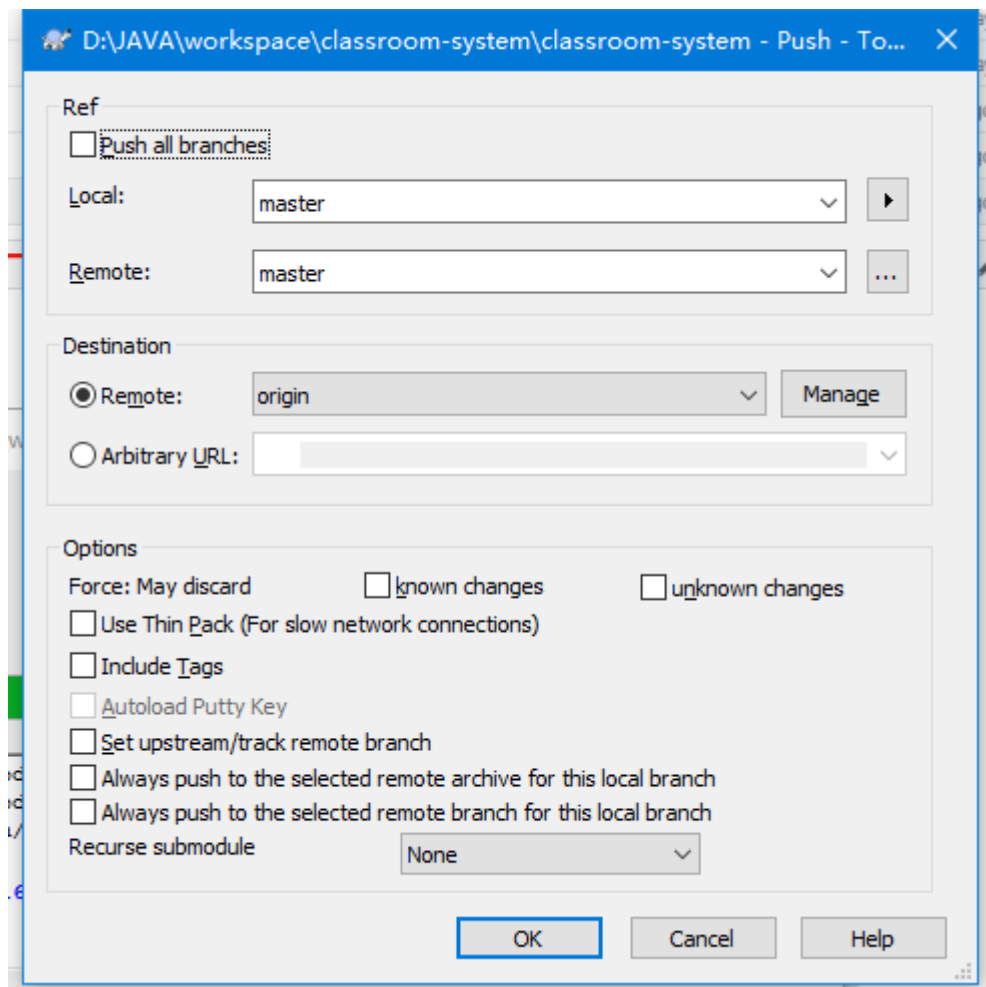 D:\JAVA\workspace\classroom-system\classroom-system - Push - To...
Ref
Push all branches
Local:
master
Remote:
master
...
Destination
Remote:
origin
Manage
Arbitrary URL:
Options
Force: May discard
known changes
unknown changes
Use Thin Pack (For slow network connections)
Include Tags
Autoload Putty Key
Set upstream/track remote branch
Always push to the selected remote archive for this local branch
Always push to the selected remote branch for this local branch
Recurse submodule
None
OK
Cancel
Help